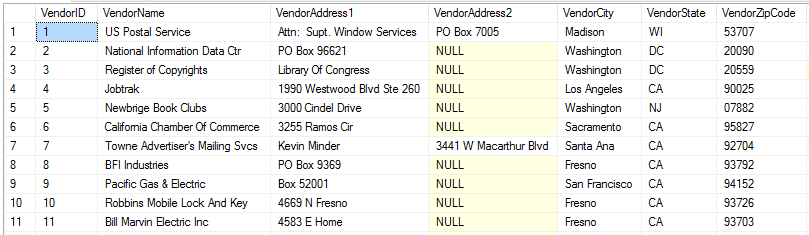 VendorID VendorName VendorAddress1 VendorAddress2 VendorCity VendorState VendorZipCode
1 1 US Postal Service Attn:  Supt. Window Services PO Box 7005 Madison WI 53707
2 2 National Information Data Ctr PO Box 96621 NULL Washington DC 20090
3 3 Register of Copyrights Library Of Congress NULL Washington DC 20559
4 4 Jobtrak 1990 Westwood Blvd Ste 260 NULL Los Angeles CA 90025
5 5 Newbrige Book Clubs 3000 Cindel Drive NULL Washington NJ 07882
6 6 California Chamber Of Commerce 3255 Ramos Cir NULL Sacramento CA 95827
7 7 Towne Advertiser's Mailing Svcs Kevin Minder 3441 W Macarthur Blvd Santa Ana CA 92704
8 8 BFI Industries PO Box 9369 NULL Fresno CA 93792
9 9 Pacific Gas & Electric Box 52001 NULL San Francisco CA 94152
10 10 Robbins Mobile Lock And Key 4669 N Fresno NULL Fresno CA 93726
11 11 Bill Marvin Electric Inc 4583 E Home NULL Fresno CA 93703